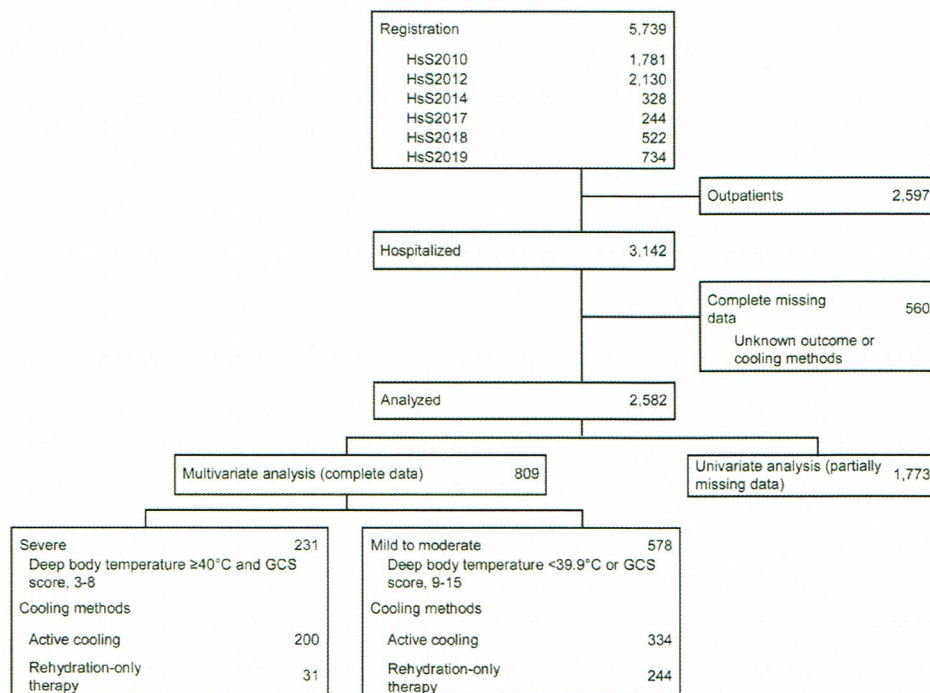 Registration 5,739
HsS2010 1,781
HsS2012 2,130
HsS2014 328
HsS2017 244
HsS2018 522
HsS2019 734
Outpatients 2,597
Hospitalized 3,142
Complete missing
data 560
Unknown outcome or
cooling methods
Analyzed 2,582
Multivariate analysis (complete data) 809
Univariate analysis (partially
missing data) 1,773
Severe 231
Deep body temperature ≥40°C and GCS
score, 3-8
Cooling methods
Active cooling 200
Rehydration-only
therapy 31
Mild to moderate 578
Deep body temperature <39.9°C or GCS
score, 9-15
Cooling methods
Active cooling 334
Rehydration-only
therapy 244